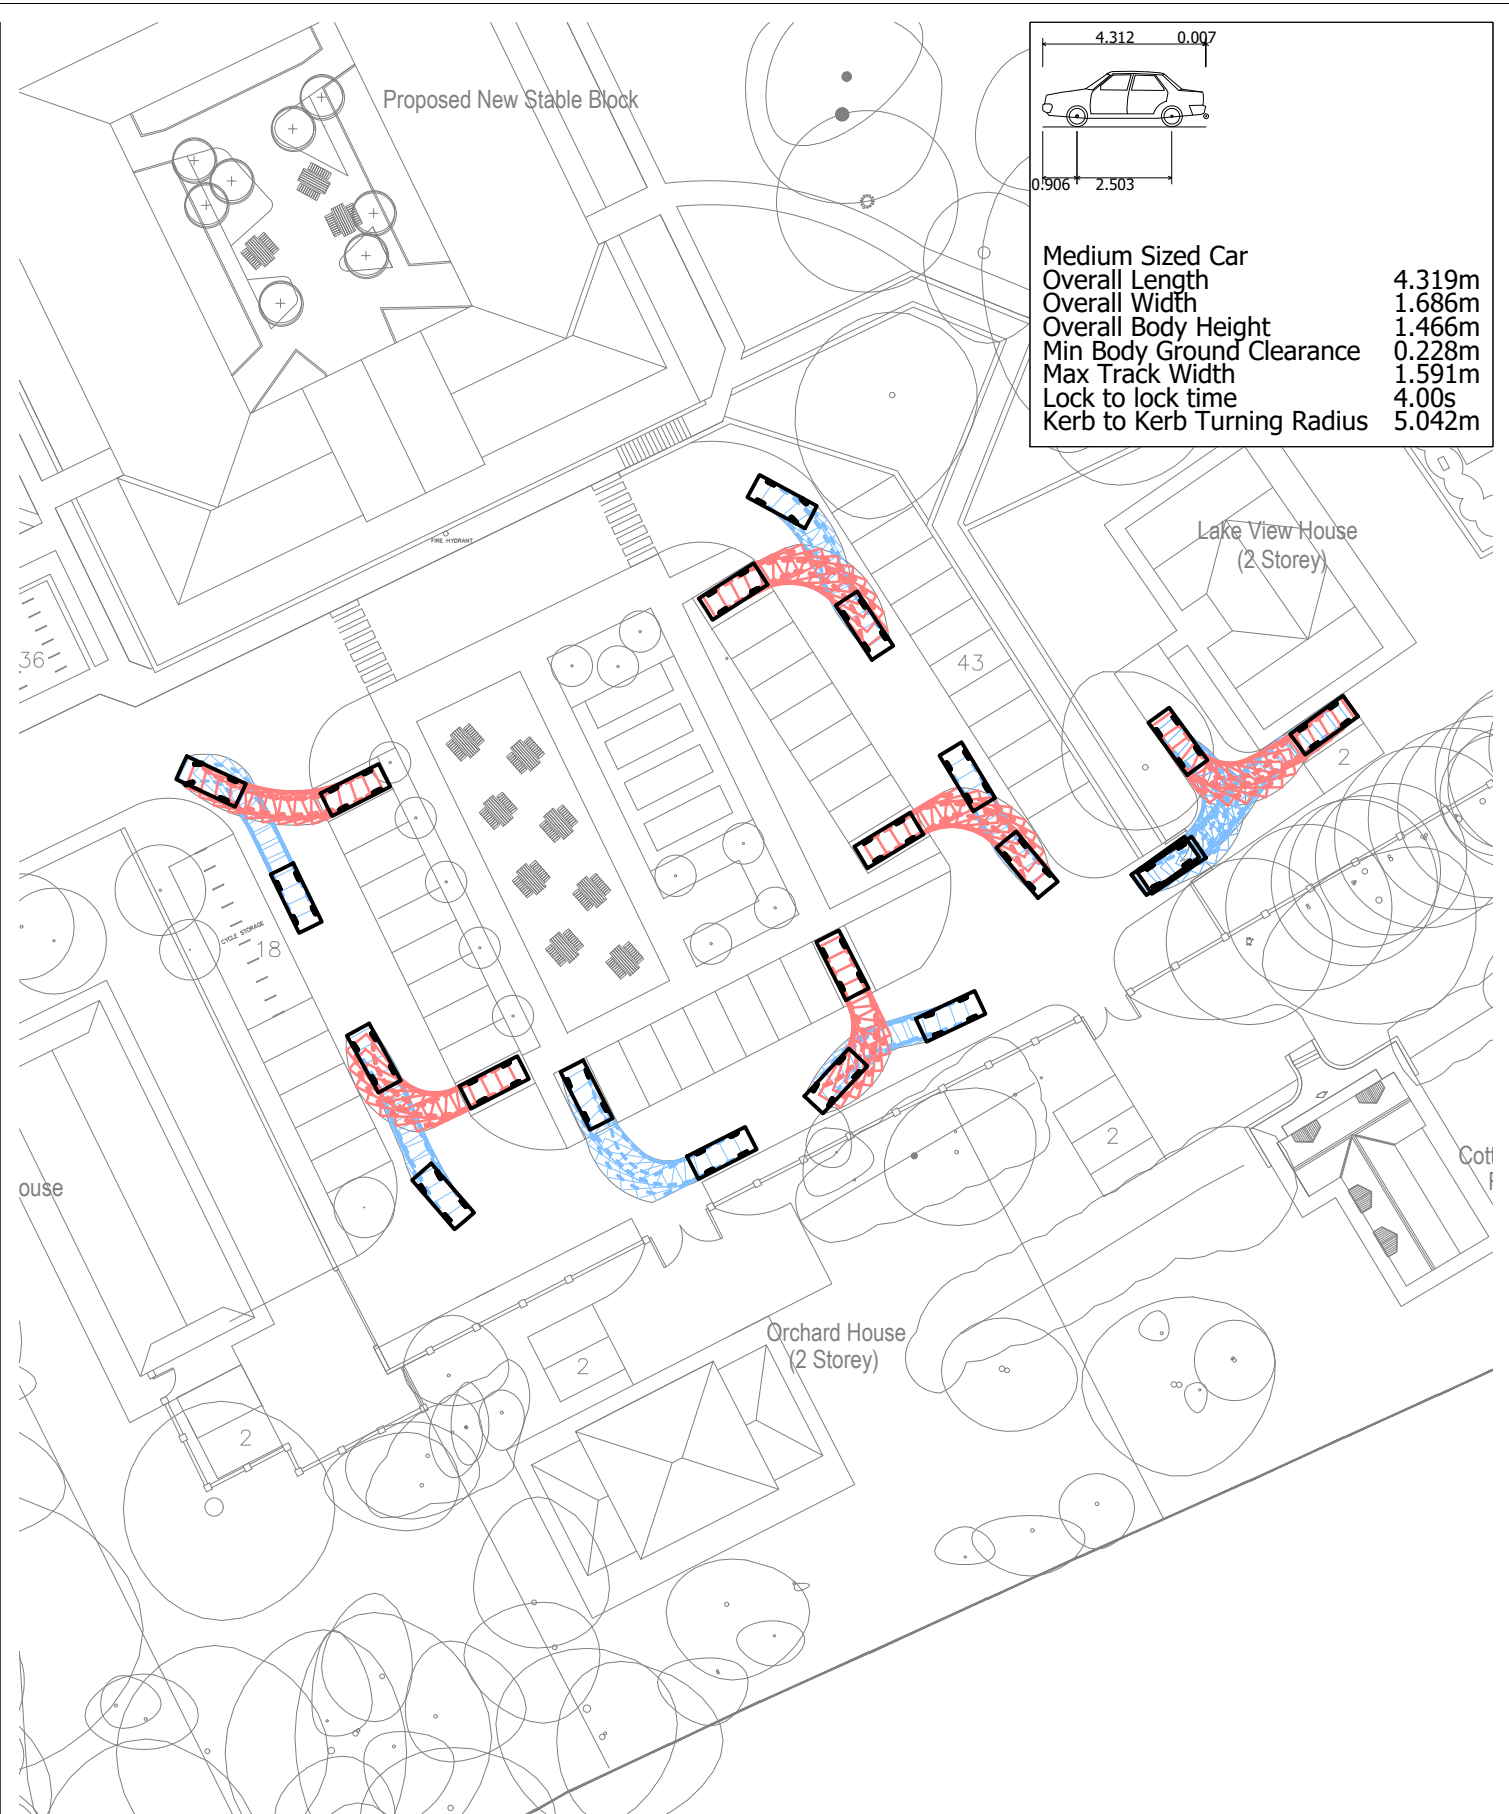 4.312 0.007
0.906 2.503
Medium Sized Car
Overall Length 4.319m
Overall Width 1.686m
Overall Body Height 1.466m
Min Body Ground Clearance 0.228m
Max Track Width 1.591m
Lock to lock time 4.00s
Kerb to Kerb Turning Radius 5.042m
Proposed New Stable Block
FIRE HYDRANT
Lake View House
(2 Storey)
36
43
2
CYCLE STORAGE
18
2
Cott
ouse
Orchard House
(2 Storey)
2
2